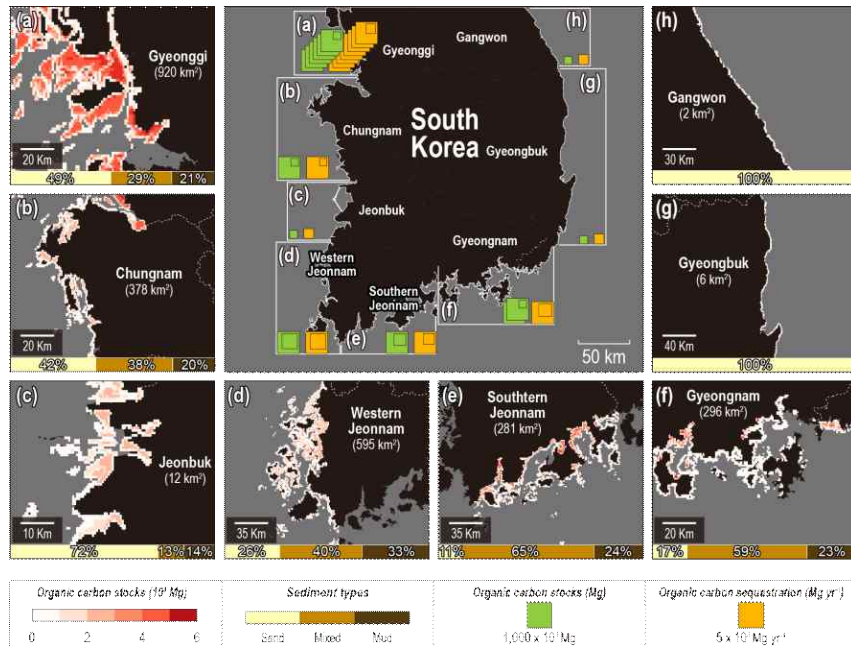 (a)
Gyeonggi
(920 km²)
20 Km
49% 29% 21%
(b)
Chungnam
(378 km²)
20 Km
42% 38% 20%
(c)
Jeonbuk
(12 km²)
10 Km
72% 13% 14%
(a)
Gyeonggi
Gangwon
(h)
(b)
Chungnam
South
Korea
(g)
Gyeongbuk
(c)
Jeonbuk
Gyeongnam
(d)
Western
Jeonnam
Southern
Jeonnam
(e)
(f)
50 km
(h)
Gangwon
(2 km²)
30 Km
100%
(g)
Gyeongbuk
(6 km²)
40 Km
100%
(d)
Western
Jeonnam
(595 km²)
35 Km
26% 40% 33%
(e)
Southtern
Jeonnam
(281 km²)
35 Km
11% 65% 24%
(f)
Gyeongnam
(296 km²)
20 Km
17% 59% 23%
Organic carbon stocks Mg)
0 2 4 6
Sediment types
Sand Mixed Mud
Organic carbon stocks (Mg)
Mg
Organic carbon sequestration (Mg yr⁻¹)
Mg yr⁻¹